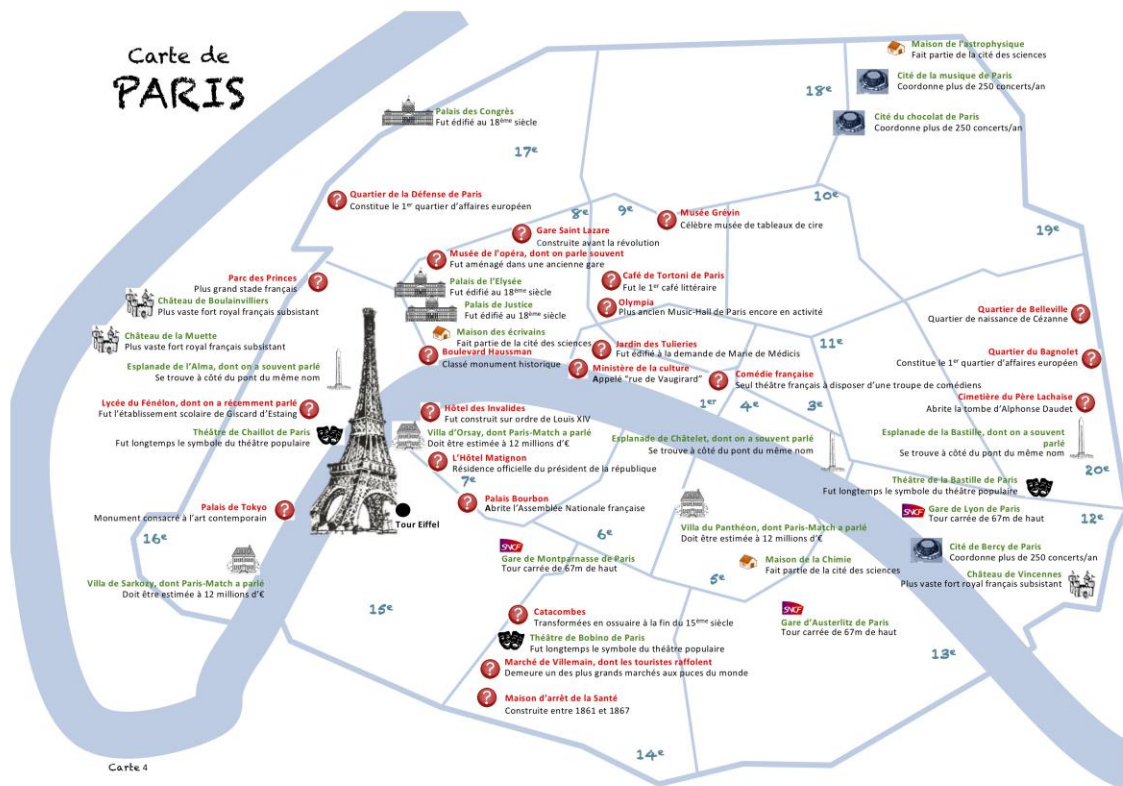 Carte de
PARIS
Maison de l'astrophysique
Fait partie de la cité des sciences
18e
Cité de la musique de Paris
Coordonne plus de 250 concerts/an
Palais des Congrès
Fut édifié au 18ème siècle
Cité du chocolat de Paris
Coordonne plus de 250 concerts/an
17e
Quartier de la Défense de Paris
Constitue le 1er quartier d'affaires européen
10e
8e
9e
Musée Grévin
Célèbre musée de tableaux de cire
19e
Gare Saint Lazare
Construite avant la révolution
Musée de l'opéra, dont on parle souvent
Fut aménagé dans une ancienne gare
Parc des Princes
Plus grand stade français
Café de Tortoni de Paris
Fut le 1er café littéraire
Palais de l'Elysée
Fut édifié au 18ème siècle
Château de Boulainvilliers
Plus vaste fort royal français subsistant
Palais de Justice
Fut édifié au 18ème siècle
Olympia
Plus ancien Music-Hall de Paris encore en activité
Quartier de Belleville
Quartier de naissance de Cézanne
Château de la Muette
Plus vaste fort royal français subsistant
Maison des écrivains
Fait partie de la cité des sciences
11e
Jardin des Tulieries
Fut édifié à la demande de Marie de Médicis
Boulevard Haussman
Classé monument historique
Quartier du Bagnolet
Constitue le 1er quartier d'affaires européen
Esplanade de l'Alma, dont on a souvent parlé
Se trouve à côté du pont du même nom
Ministère de la culture
Appelé "rue de Vaugirard"
Comédie française
Seul théâtre français à disposer d'une troupe de comédiens
Cimetière du Père Lachaise
Abrite la tombe d'Alphonse Daudet
Lycée du Fénélon, dont on a récemment parlé
Fut l'établissement scolaire de Giscard d'Estaing
1er
4e
3e
Hôtel des Invalides
Fut construit sur ordre de Louis XIV
Théâtre de Chaillot de Paris
Fut longtemps le symbole du théâtre populaire
Villa d'Orsay, dont Paris-Match a parlé
Doit être estimée à 12 millions d'€
Esplanade de Châtelet, dont on a souvent parlé
Se trouve à côté du pont du même nom
Esplanade de la Bastille, dont on a souvent
parlé
Se trouve à côté du pont du même nom
L'Hôtel Matignon
Résidence officielle du président de la république
20e
7e
Théâtre de la Bastille de Paris
Fut longtemps le symbole du théâtre populaire
Palais Bourbon
Abrite l'Assemblée Nationale française
Palais de Tokyo
Monument consacré à l'art contemporain
Tour Eiffel
SNCF
Gare de Lyon de Paris
Tour carrée de 67m de haut
12e
16e
6e
Villa du Panthéon, dont Paris-Match a parlé
Doit être estimée à 12 millions d'€
SNCF
Gare de Montparnasse de Paris
Tour carrée de 67m de haut
Cité de Bercy de Paris
Coordonne plus de 250 concerts/an
Maison de la Chimie
Fait partie de la cité des sciences
5e
Château de Vincennes
Plus vaste fort royal français subsistant
Villa de Sarkozy, dont Paris-Match a parlé
Doit être estimée à 12 millions d'€
15e
Catacombes
Transformées en ossuaire à la fin du 15ème siècle
SNCF
Gare d'Austerlitz de Paris
Tour carrée de 67m de haut
Théâtre de Bobino de Paris
Fut longtemps le symbole du théâtre populaire
13e
Marché de Villemain, dont les touristes raffolent
Demeure un des plus grands marchés aux puces du monde
Maison d'arrêt de la Santé
Construite entre 1861 et 1867
14e
Carte 4